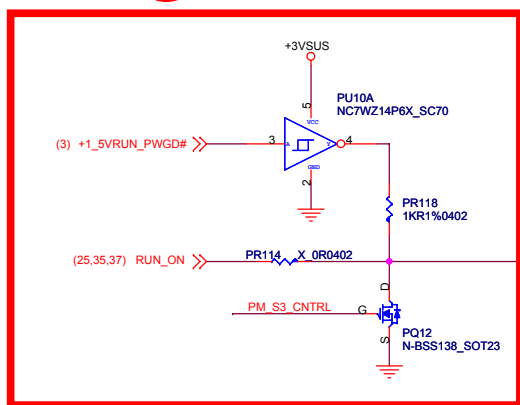 +3VSUS
PU10A
NC7WZ14P6X_SC70
5
VCC
(3) +1_5VRUN_PWGD#
3
A
Y
4
GND
2
PR118
1KR1%0402
(25,35,37) RUN_ON
PR114
X_0R0402
D
PM_S3_CNTRL
G
PQ12
N-BSS138_SOT23
S